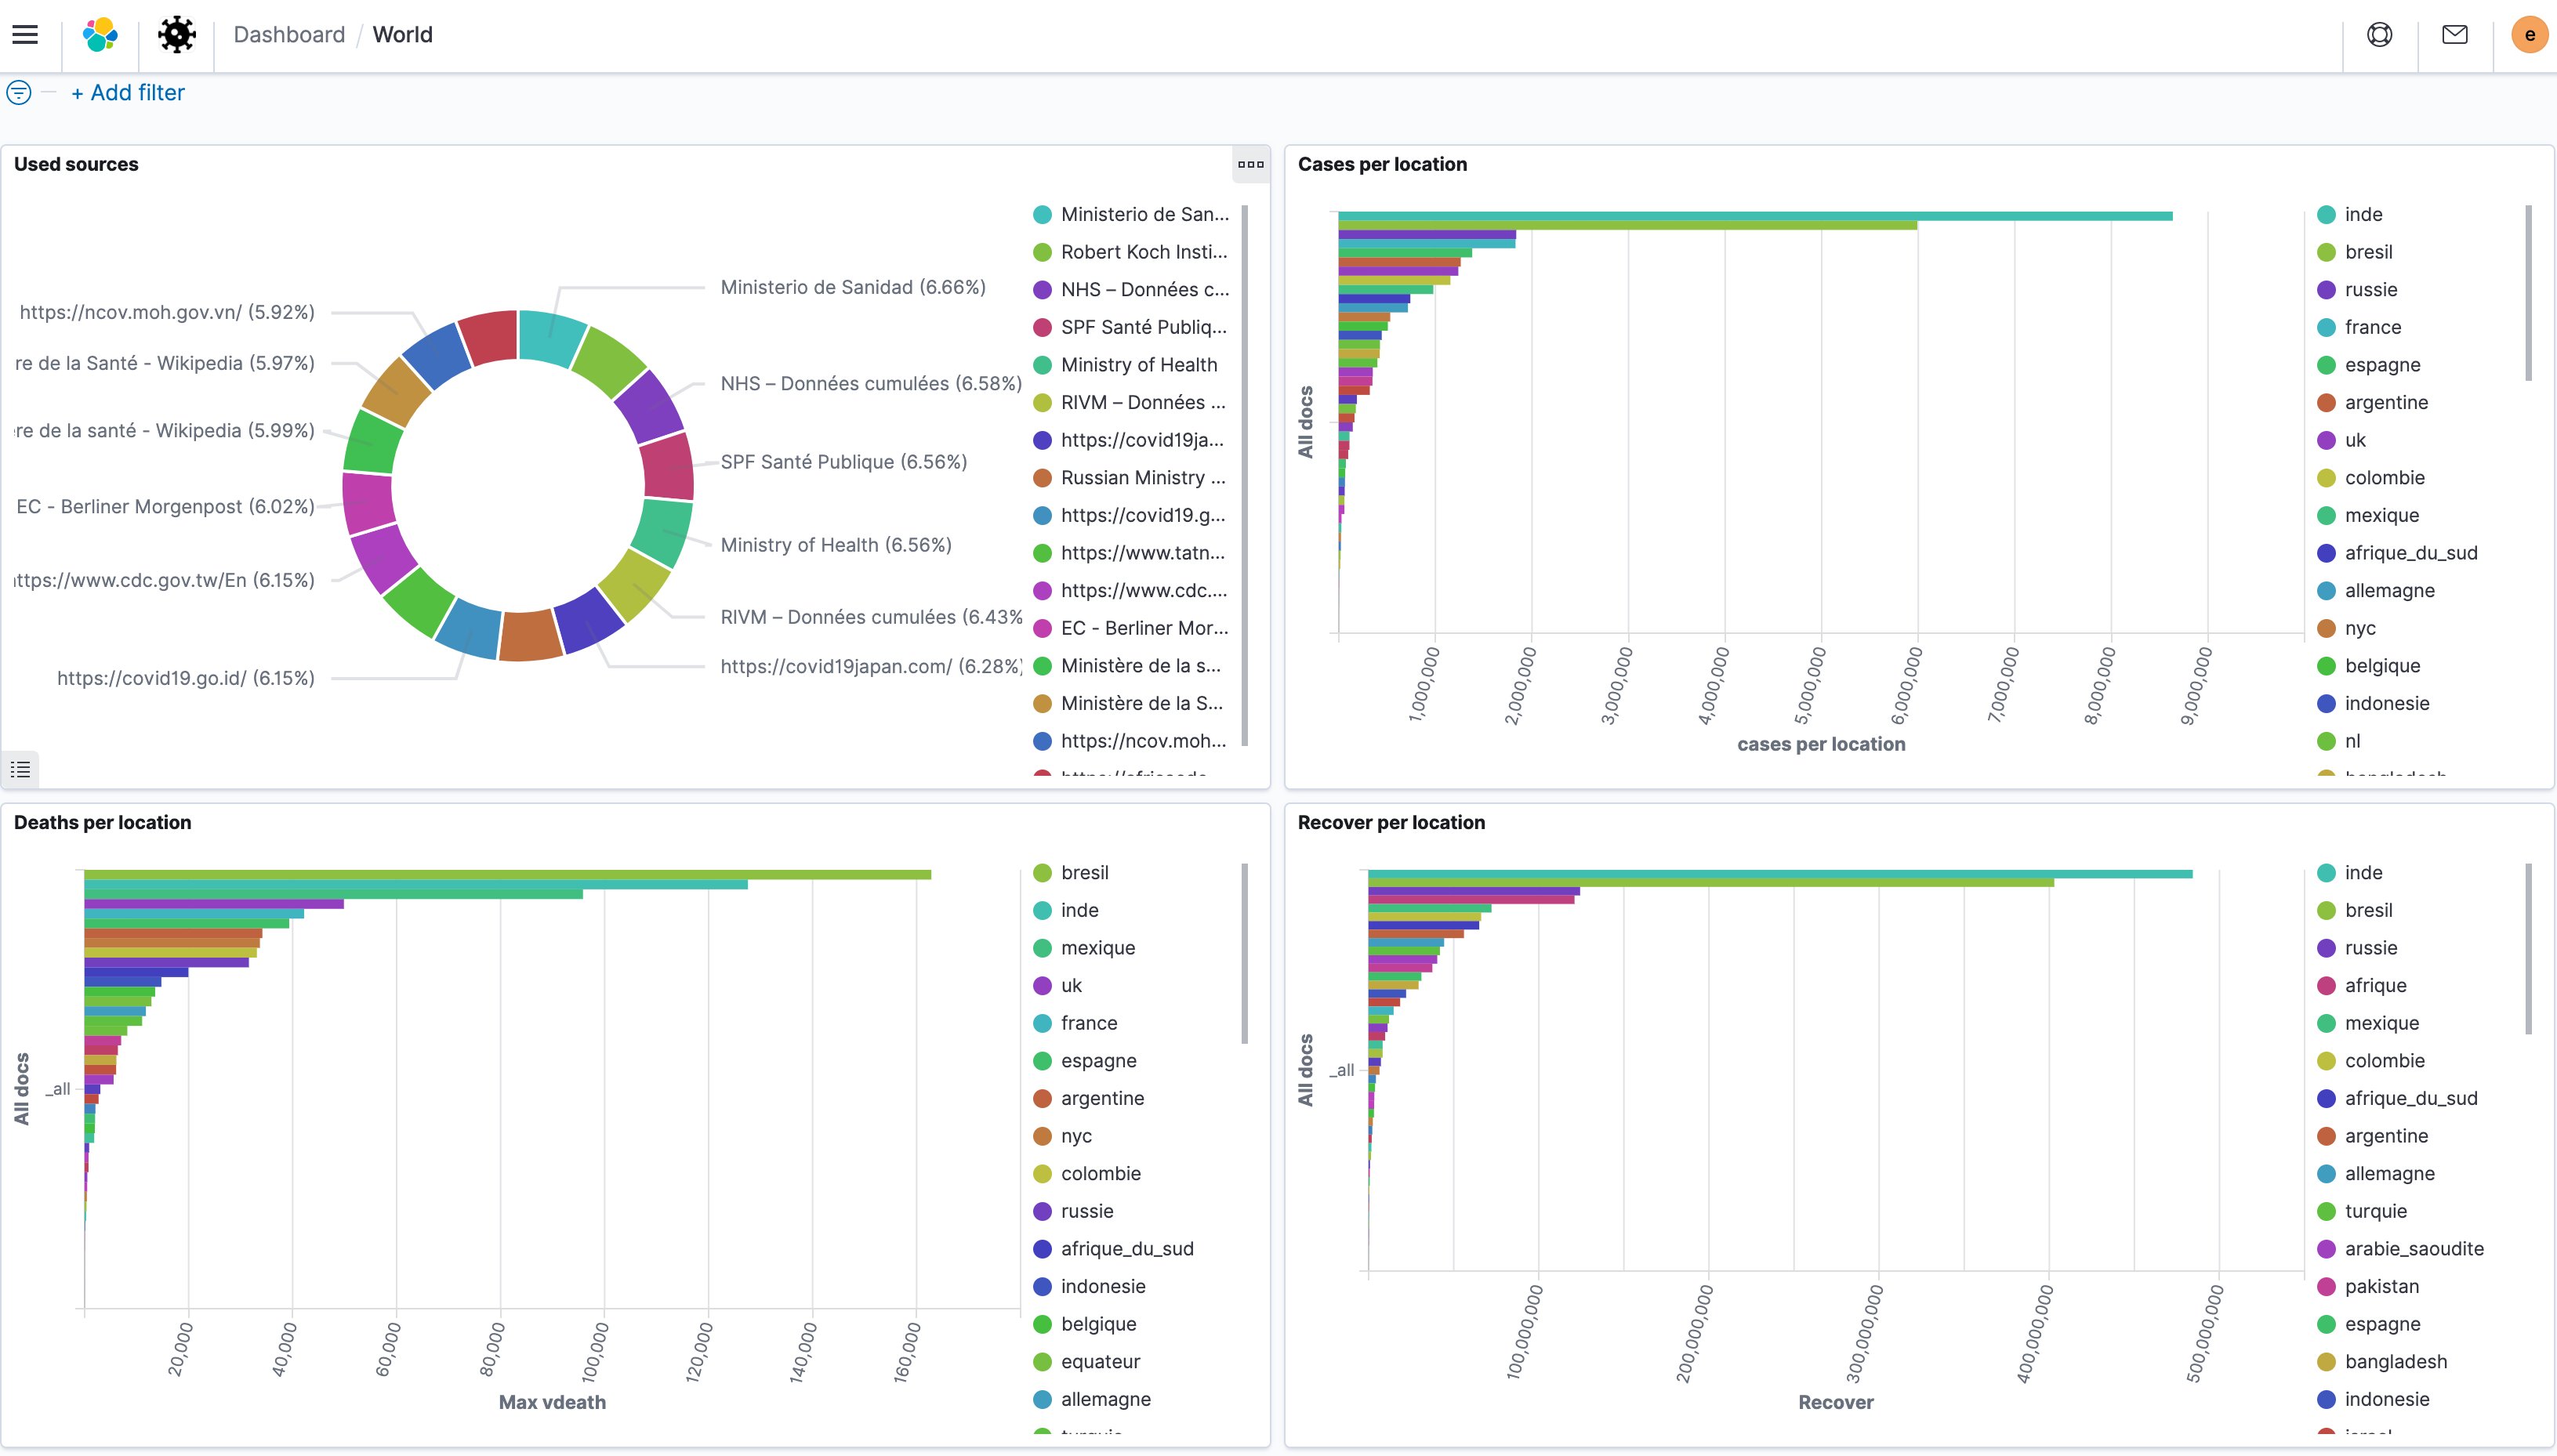 Dashboard / World
e
+ Add filter
Used sources
Ministerio de Sanidad (6.66%)
NHS – Données cumulées (6.58%)
SPF Santé Publique (6.56%)
Ministry of Health (6.56%)
RIVM – Données cumulées (6.43%
https://covid19japan.com/ (6.28%)
https://ncov.moh.gov.vn/ (5.92%)
re de la Santé - Wikipedia (5.97%)
re de la santé - Wikipedia (5.99%)
EC - Berliner Morgenpost (6.02%)
ttps://www.cdc.gov.tw/En (6.15%)
https://covid19.go.id/ (6.15%)
Ministerio de San...
Robert Koch Insti...
NHS – Données c...
SPF Santé Publiq...
Ministry of Health
RIVM – Données ...
https://covid19ja...
Russian Ministry ...
https://covid19.g...
https://www.tatn...
https://www.cdc....
EC - Berliner Mor...
Ministère de la s...
Ministère de la S...
https://ncov.moh...
Cases per location
All docs
1,000,000
2,000,000
3,000,000
4,000,000
5,000,000
6,000,000
7,000,000
8,000,000
9,000,000
cases per location
inde
bresil
russie
france
espagne
argentine
uk
colombie
mexique
afrique_du_sud
allemagne
nyc
belgique
indonesie
nl
Deaths per location
All docs
_all
20,000
40,000
60,000
80,000
100,000
120,000
140,000
160,000
Max vdeath
bresil
inde
mexique
uk
france
espagne
argentine
nyc
colombie
russie
afrique_du_sud
indonesie
belgique
equateur
allemagne
Recover per location
All docs
_all
100,000,000
200,000,000
300,000,000
400,000,000
500,000,000
Recover
inde
bresil
russie
afrique
mexique
colombie
afrique_du_sud
argentine
allemagne
turquie
arabie_saoudite
pakistan
espagne
bangladesh
indonesie